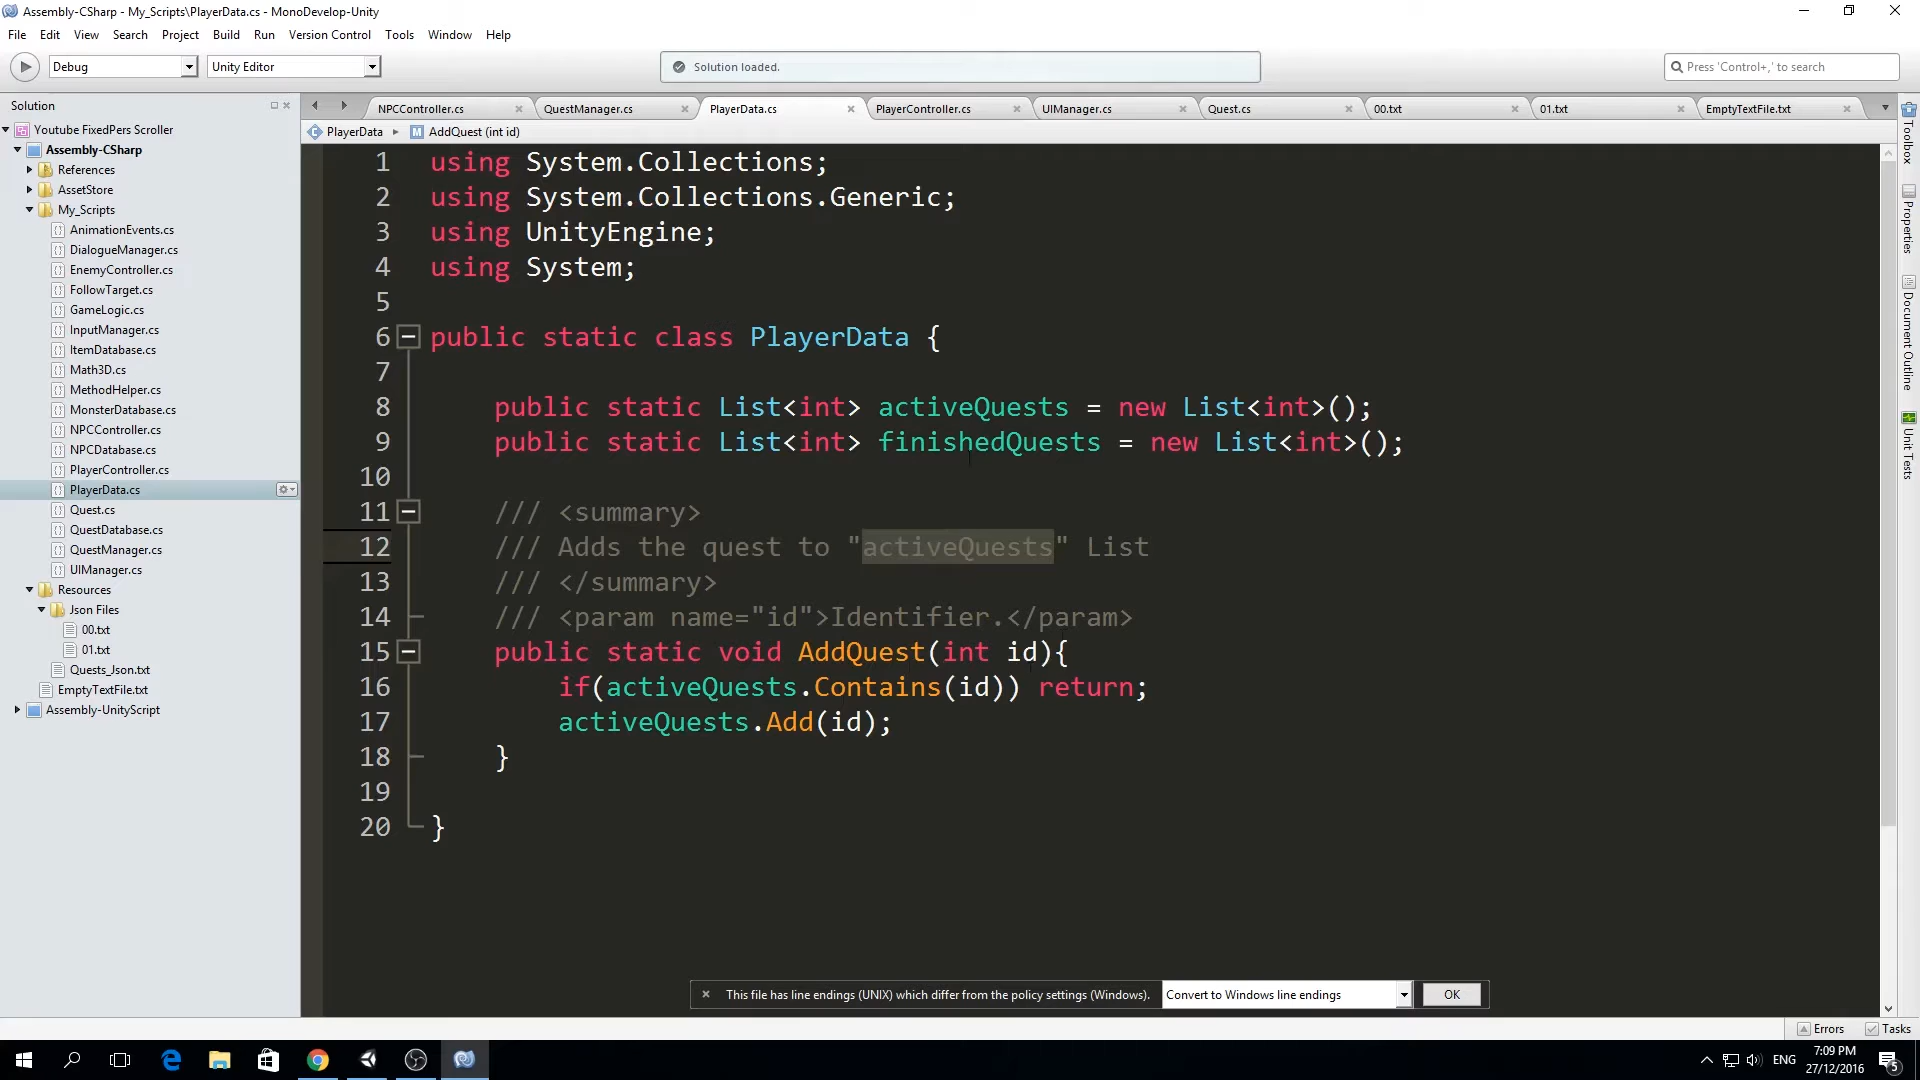 Assembly-CSharp - My_Scripts\PlayerData.cs - MonoDevelop-Unity
File Edit View Search Project Build Run Version Control Tools Window Help
Debug Unity Editor Solution loaded. Press 'Control+,' to search
Solution
Youtube FixedPers Scroller
Assembly-CSharp
References
AssetStore
My_Scripts
AnimationEvents.cs
DialogueManager.cs
EnemyController.cs
FollowTarget.cs
GameLogic.cs
InputManager.cs
ItemDatabase.cs
Math3D.cs
MethodHelper.cs
MonsterDatabase.cs
NPCController.cs
NPCDatabase.cs
PlayerController.cs
PlayerData.cs
Quest.cs
QuestDatabase.cs
QuestManager.cs
UIManager.cs
Resources
Json Files
00.txt
01.txt
Quests_Json.txt
EmptyTextFile.txt
Assembly-UnityScript
NPCController.cs QuestManager.cs PlayerData.cs PlayerController.cs UIManager.cs Quest.cs 00.txt 01.txt EmptyTextFile.txt
PlayerData AddQuest (int id)
1 using System.Collections;
2 using System.Collections.Generic;
3 using UnityEngine;
4 using System;
5
6 public static class PlayerData {
7
8 public static List<int> activeQuests = new List<int>();
9 public static List<int> finishedQuests = new List<int>();
10
11 /// <summary>
12 /// Adds the quest to "activeQuests" List
13 /// </summary>
14 /// <param name="id">Identifier.</param>
15 public static void AddQuest(int id){
16 if(activeQuests.Contains(id)) return;
17 activeQuests.Add(id);
18 }
19
20 }
This file has line endings (UNIX) which differ from the policy settings (Windows). Convert to Windows line endings OK
Toolbox
Properties
Document Outline
Unit Tests
Errors Tasks
ENG 7:09 PM
27/12/2016 5